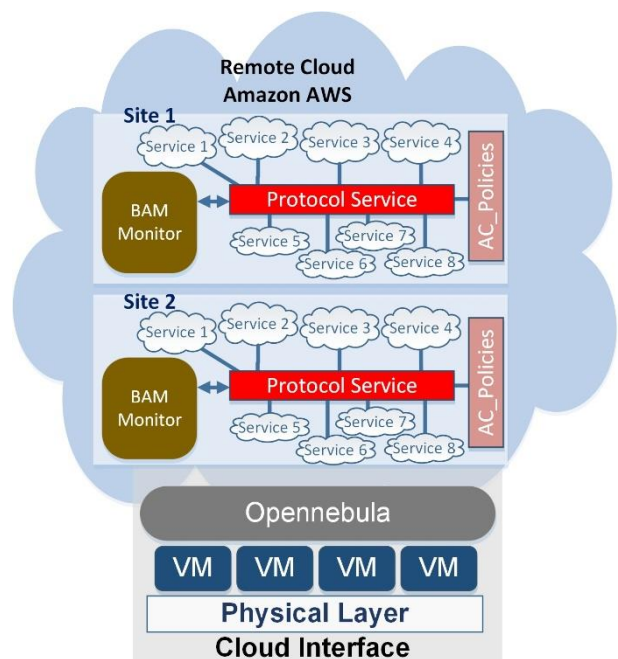 Remote Cloud
Amazon AWS
Site 1
Service 1
Service 2
Service 3
Service 4
BAM
Monitor
Protocol Service
AC_Policies
Service 5
Service 6
Service 7
Service 8
Site 2
Service 1
Service 2
Service 3
Service 4
BAM
Monitor
Protocol Service
AC_Policies
Service 5
Service 6
Service 7
Service 8
Opennebula
VM VM VM VM
Physical Layer
Cloud Interface